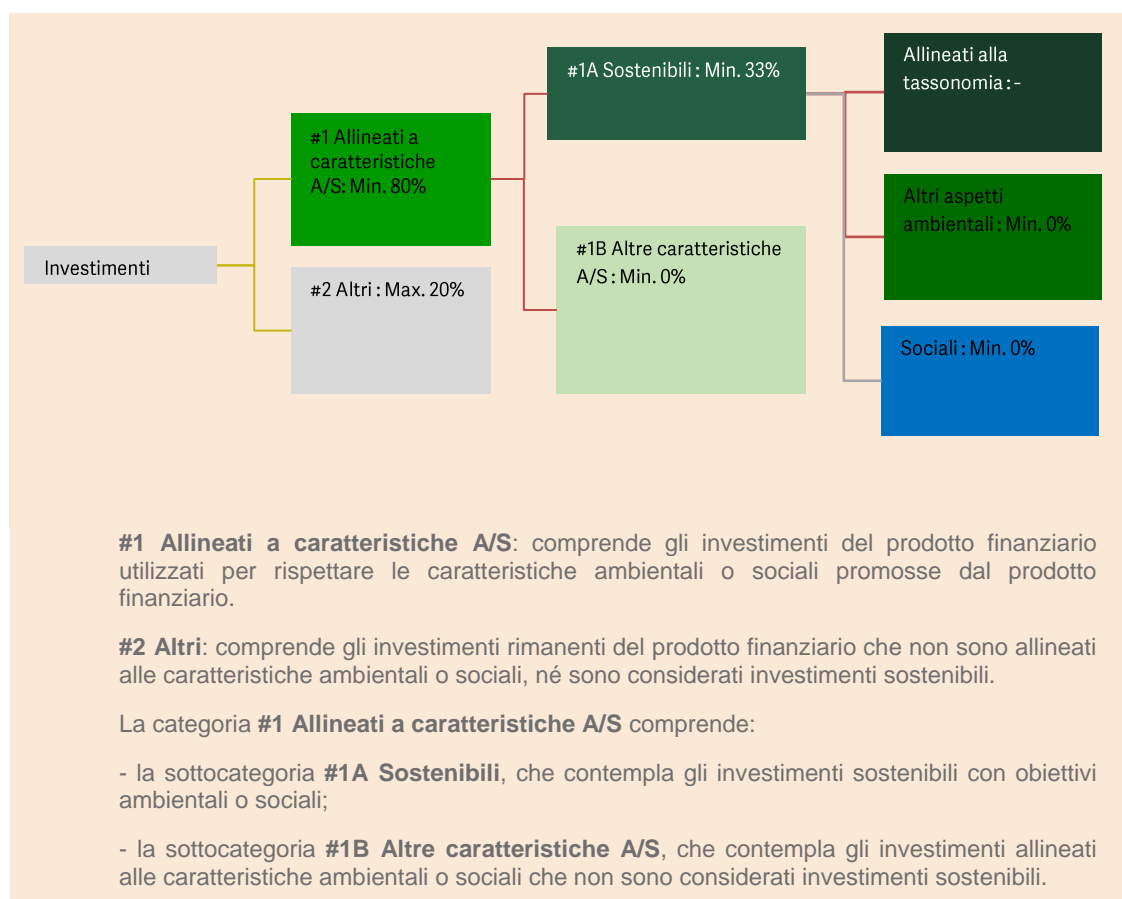 Investimenti
#1 Allineati a
caratteristiche
A/S: Min. 80%
#2 Altri : Max. 20%
#1A Sostenibili : Min. 33%
#1B Altre caratteristiche
A/S : Min. 0%
Allineati alla
tassonomia : -
Altri aspetti
ambientali : Min. 0%
Sociali : Min. 0%
#1 Allineati a caratteristiche A/S: comprende gli investimenti del prodotto finanziario
utilizzati per rispettare le caratteristiche ambientali o sociali promosse dal prodotto
finanziario.
#2 Altri: comprende gli investimenti rimanenti del prodotto finanziario che non sono allineati
alle caratteristiche ambientali o sociali, né sono considerati investimenti sostenibili.
La categoria #1 Allineati a caratteristiche A/S comprende:
- la sottocategoria #1A Sostenibili, che contempla gli investimenti sostenibili con obiettivi
ambientali o sociali;
- la sottocategoria #1B Altre caratteristiche A/S, che contempla gli investimenti allineati
alle caratteristiche ambientali o sociali che non sono considerati investimenti sostenibili.